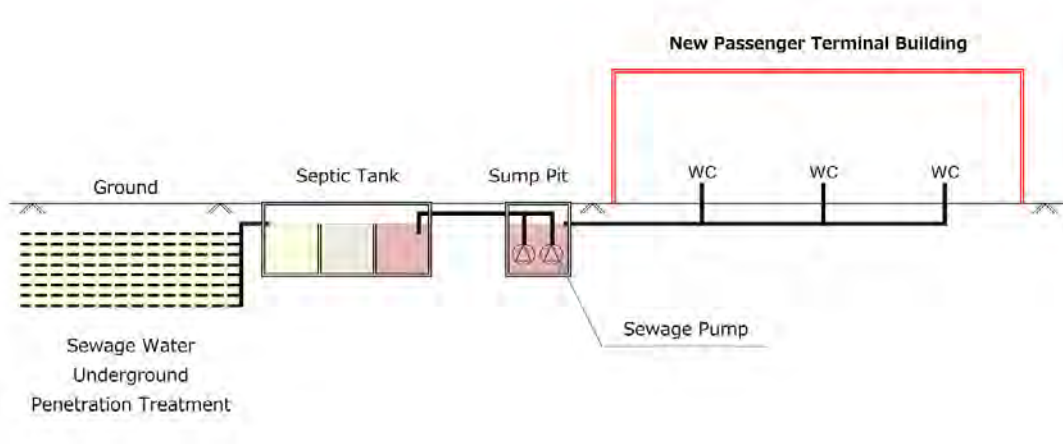 New Passenger Terminal Building
WC
WC
WC
Septic Tank
Sump Pit
Ground
Sewage Pump
Sewage Water
Underground
Penetration Treatment